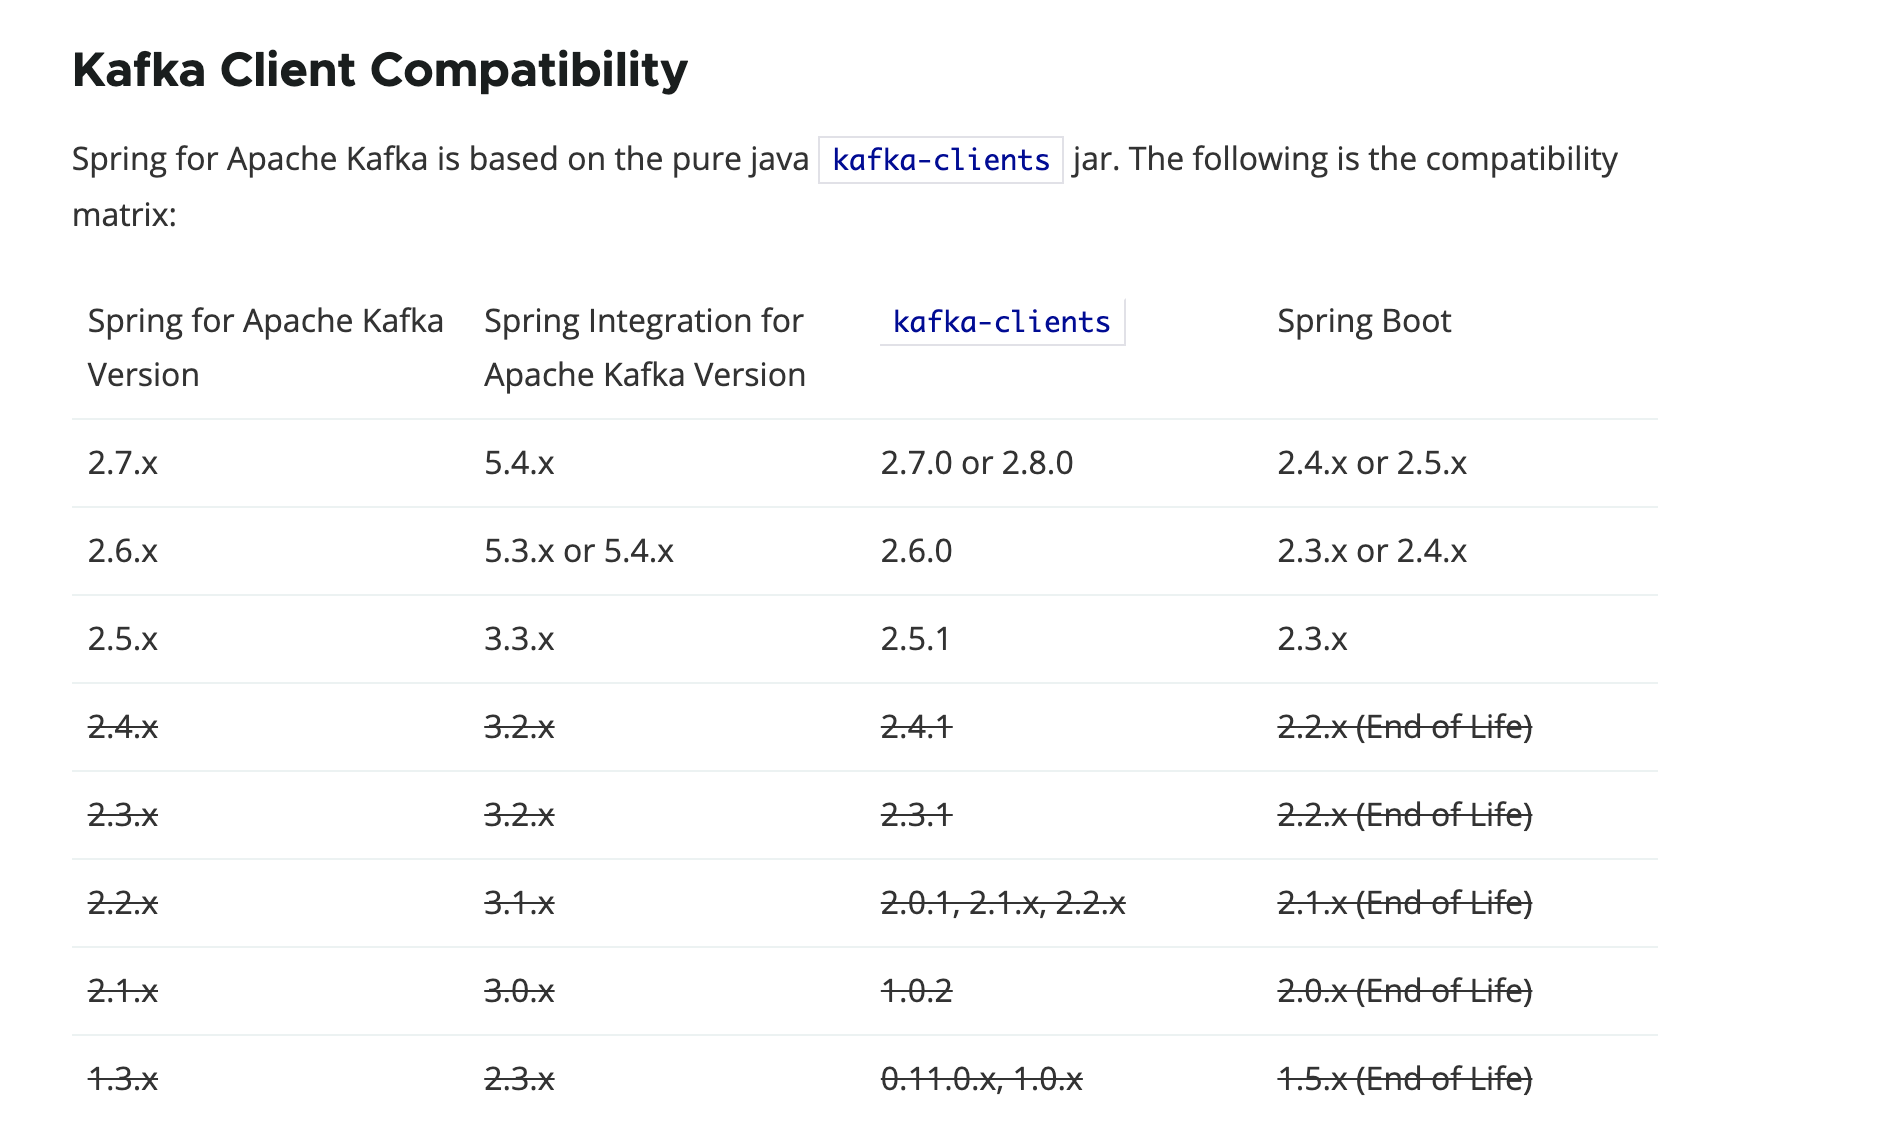 Kafka Client Compatibility
Spring for Apache Kafka is based on the pure java kafka-clients jar. The following is the compatibility
matrix:
Spring for Apache Kafka Version Spring Integration for Apache Kafka Version kafka-clients Spring Boot
2.7.x 5.4.x 2.7.0 or 2.8.0 2.4.x or 2.5.x
2.6.x 5.3.x or 5.4.x 2.6.0 2.3.x or 2.4.x
2.5.x 3.3.x 2.5.1 2.3.x
2.4.x 3.2.x 2.4.1 2.2.x (End of Life)
2.3.x 3.2.x 2.3.1 2.2.x (End of Life)
2.2.x 3.1.x 2.0.1, 2.1.x, 2.2.x 2.1.x (End of Life)
2.1.x 3.0.x 1.0.2 2.0.x (End of Life)
1.3.x 2.3.x 0.11.0.x, 1.0.x 1.5.x (End of Life)